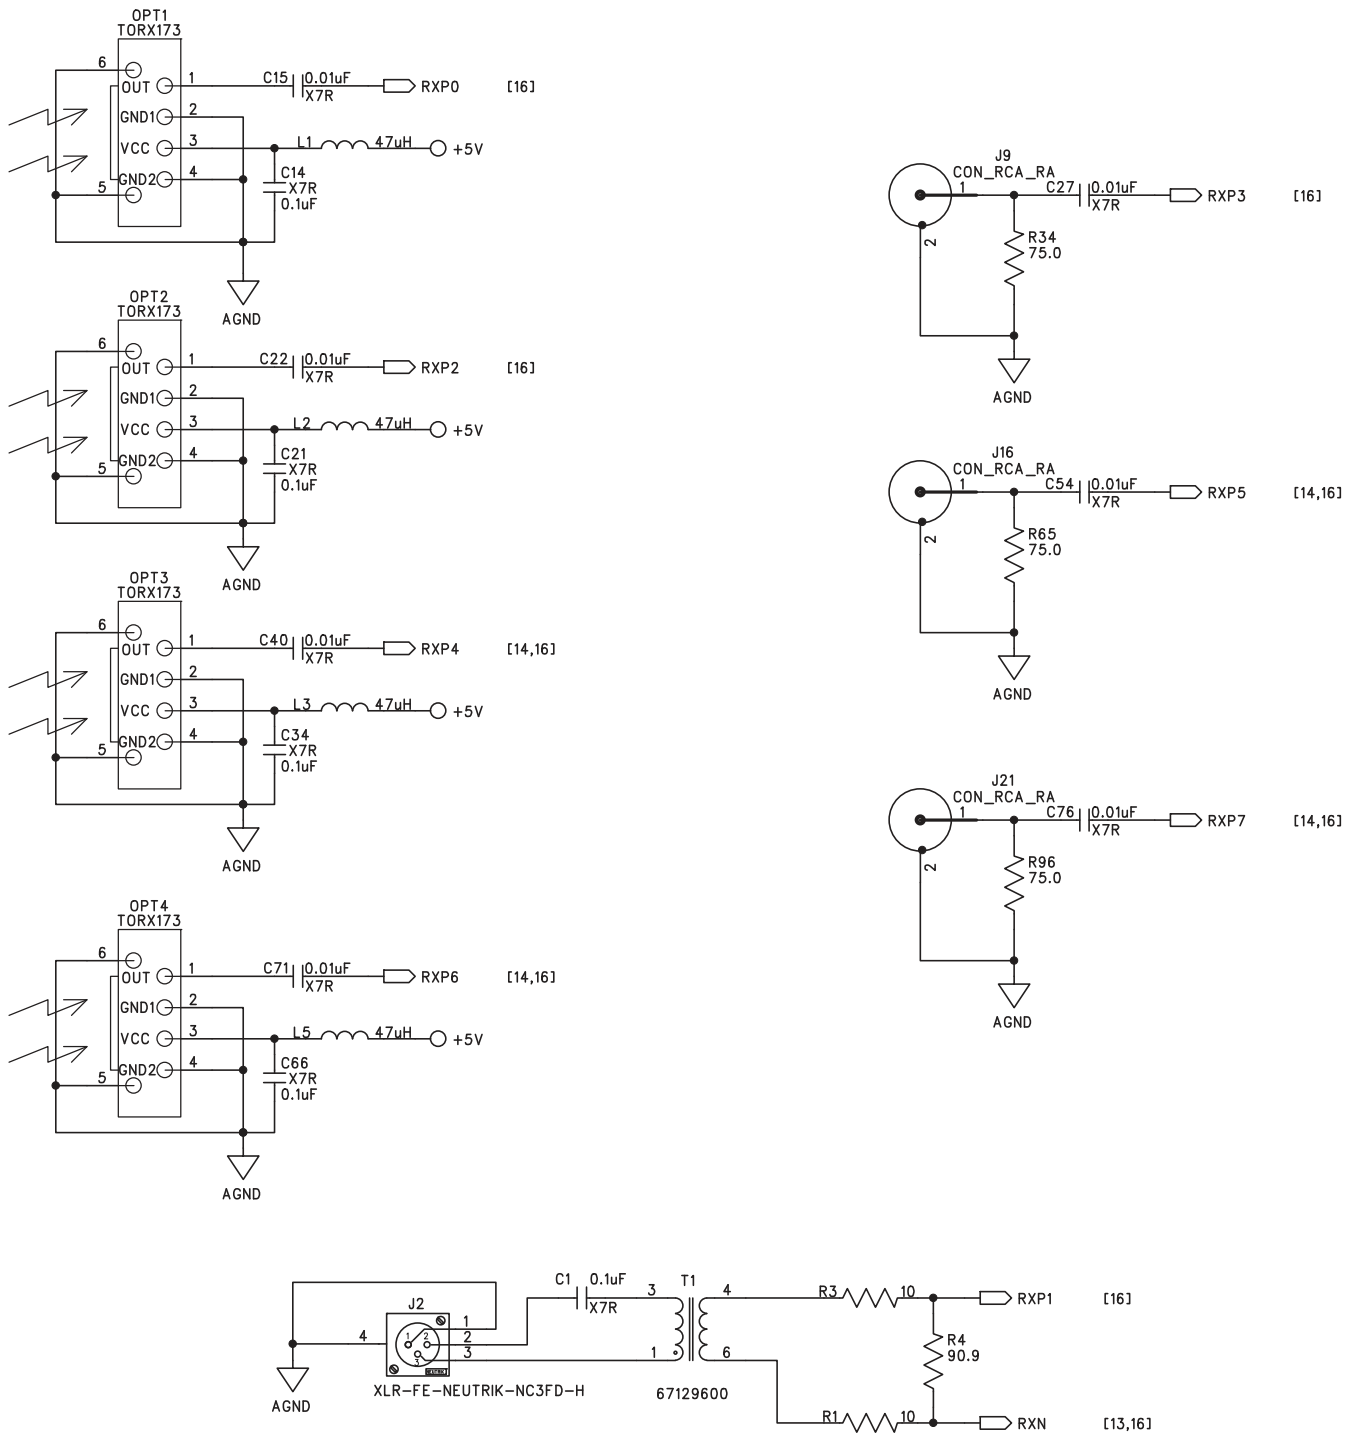 OPT1
TORX173
6
OUT 1 C15 0.01uF RXP0 [16]
X7R
GND1 2
VCC 3 L1 47uH +5V
C14
X7R
0.1uF
GND2 4
5
AGND
OPT2
TORX173
6
OUT 1 C22 0.01uF RXP2 [16]
X7R
GND1 2
VCC 3 L2 47uH +5V
C21
X7R
0.1uF
GND2 4
5
AGND
OPT3
TORX173
6
OUT 1 C40 0.01uF RXP4 [14,16]
X7R
GND1 2
VCC 3 L3 47uH +5V
C34
X7R
0.1uF
GND2 4
5
AGND
OPT4
TORX173
6
OUT 1 C71 0.01uF RXP6 [14,16]
X7R
GND1 2
VCC 3 L5 47uH +5V
C66
X7R
0.1uF
GND2 4
5
AGND
J9
CON_RCA_RA
1 C27 0.01uF RXP3 [16]
X7R
2
R34
75.0
AGND
J16
CON_RCA_RA
1 C54 0.01uF RXP5 [14,16]
X7R
2
R65
75.0
AGND
J21
CON_RCA_RA
1 C76 0.01uF RXP7 [14,16]
X7R
2
R96
75.0
AGND
C1 0.1uF
X7R
3 T1 4
R3 10 RXP1 [16]
J2
4
1
2
3
1 2
3
1 6
R4
90.9
XLR-FE-NEUTRIK-NC3FD-H
67129600
AGND
R1 10 RXN [13,16]